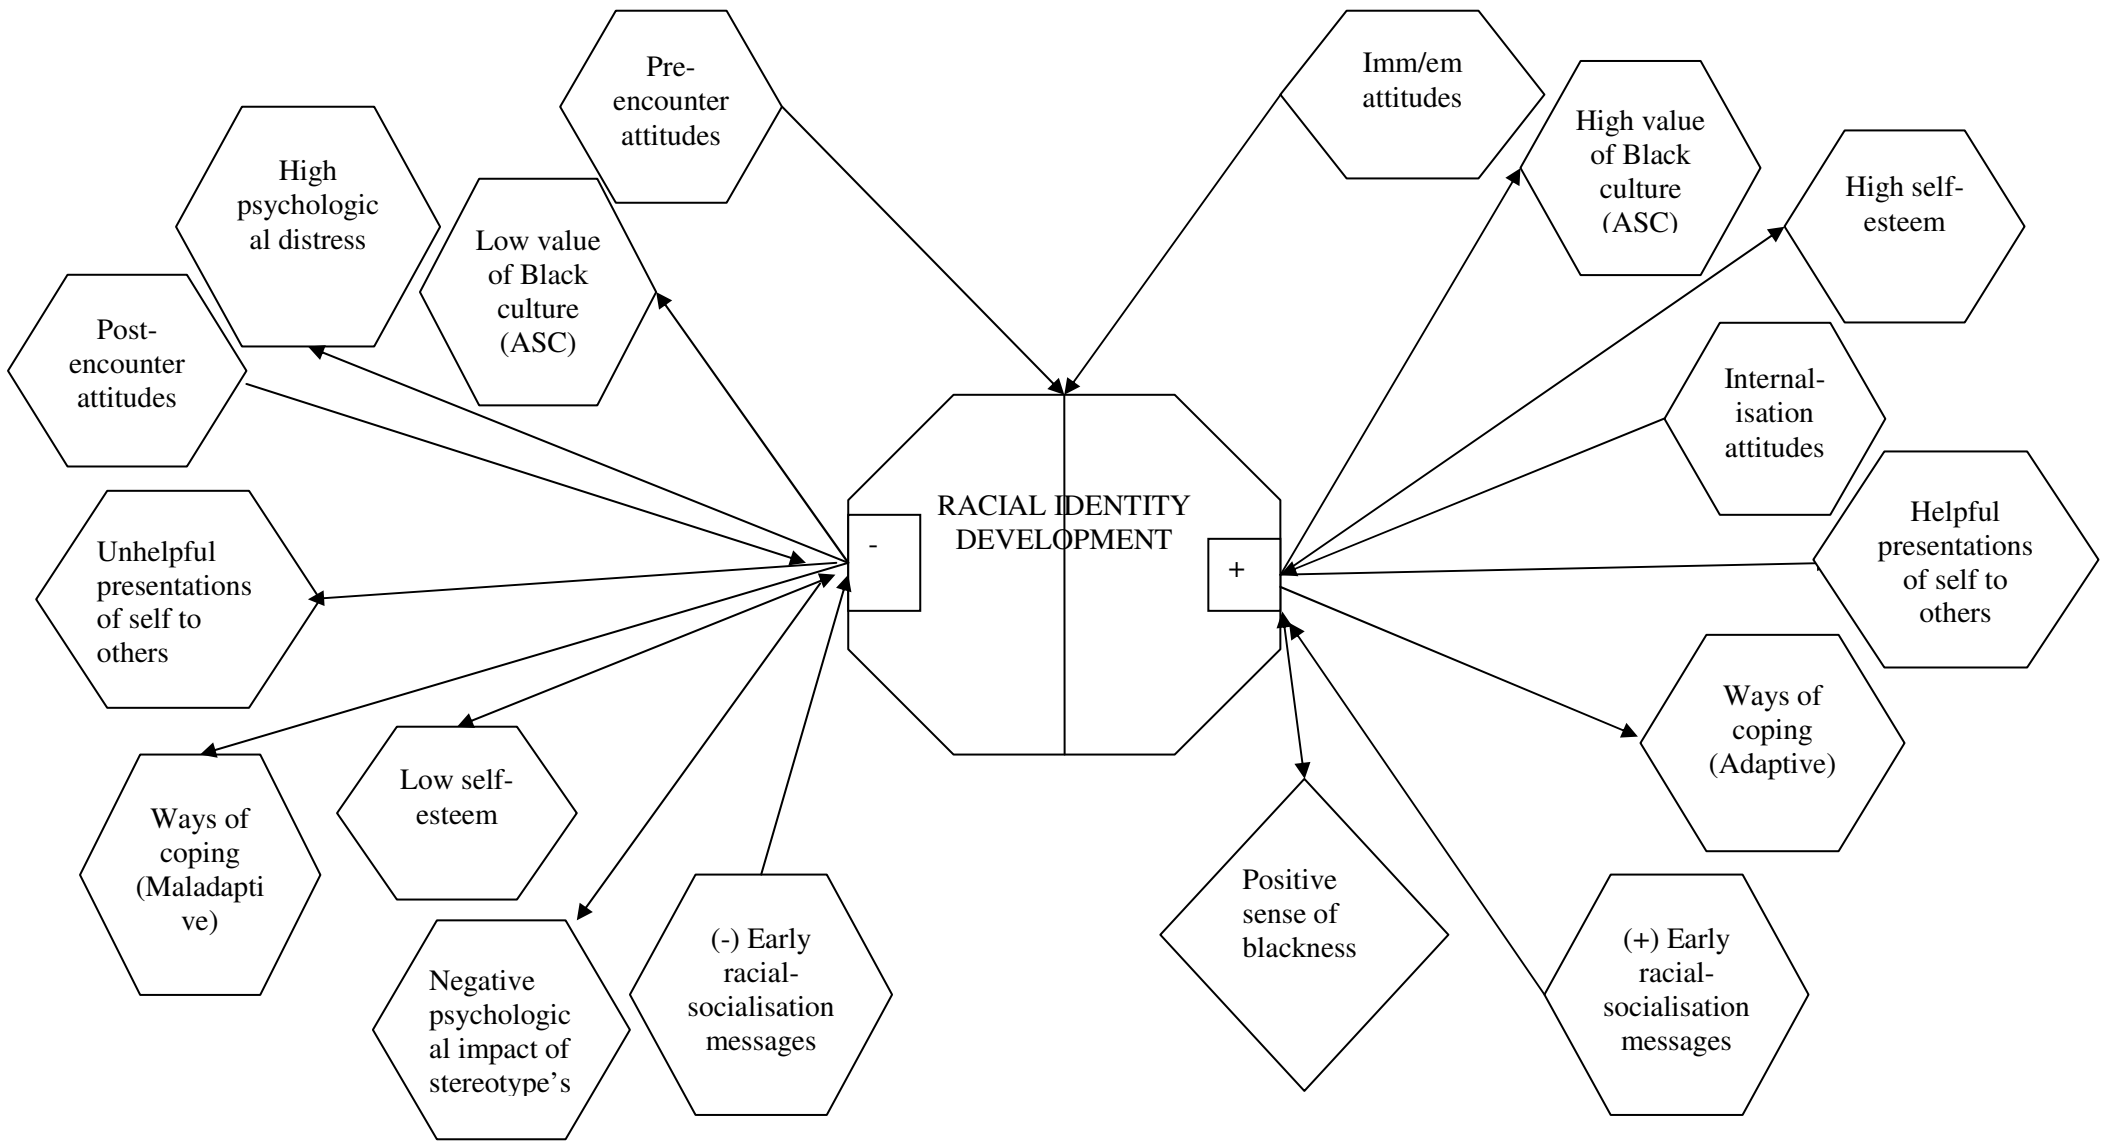 Pre-
encounter
attitudes
Imm/em
attitudes
High value
of Black
culture
(ASC)
High self-
esteem
High
psychologic
al distress
Low value
of Black
culture
(ASC)
Post-
encounter
attitudes
Internal-
isation
attitudes
RACIAL IDENTITY
DEVELOPMENT
-
+
Helpful
presentations
of self to
others
Unhelpful
presentations
of self to
others
Ways of
coping
(Adaptive)
Low self-
esteem
Ways of
coping
(Maladapti
ve)
Positive
sense of
blackness
Negative
psychologic
al impact of
stereotype’s
(-) Early
racial-
socialisation
messages
(+) Early
racial-
socialisation
messages